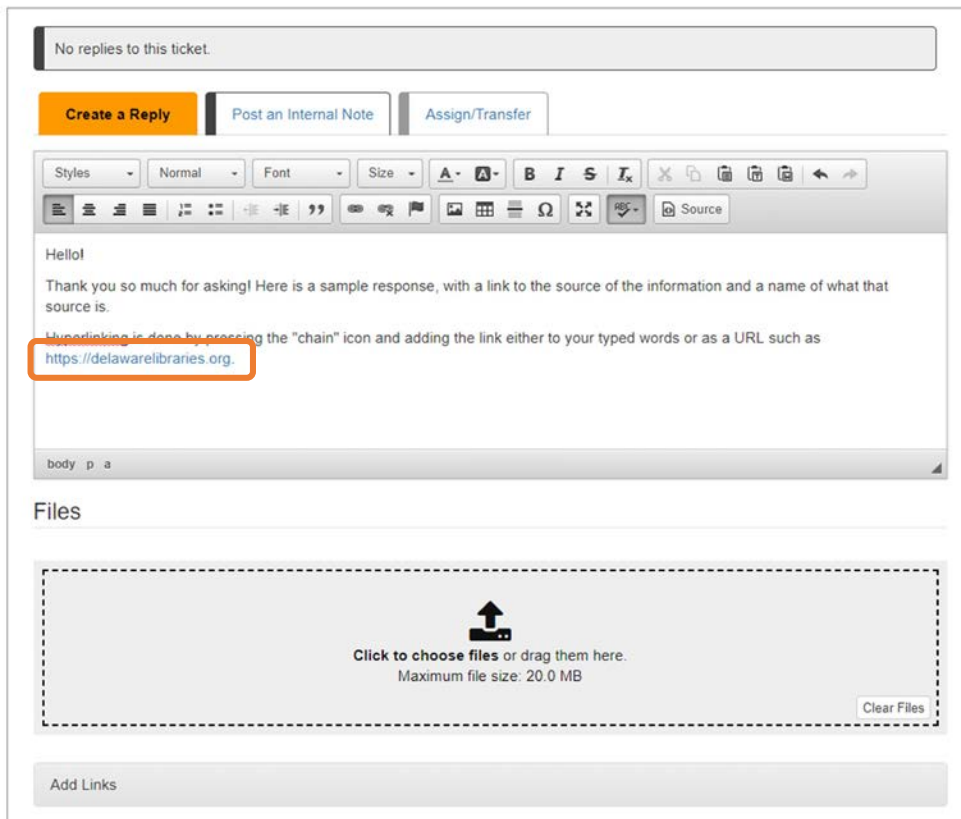 No replies to this ticket.
Create a Reply Post an Internal Note Assign/Transfer
Styles Normal Font Size A A B I S Tx
ABC Source
Hello!
Thank you so much for asking! Here is a sample response, with a link to the source of the information and a name of what that
source is.
Hyperlinking is done by pressing the "chain" icon and adding the link either to your typed words or as a URL such as
https://delawarelibraries.org.
body p a
Files
Click to choose files or drag them here.
Maximum file size: 20.0 MB
Clear Files
Add Links